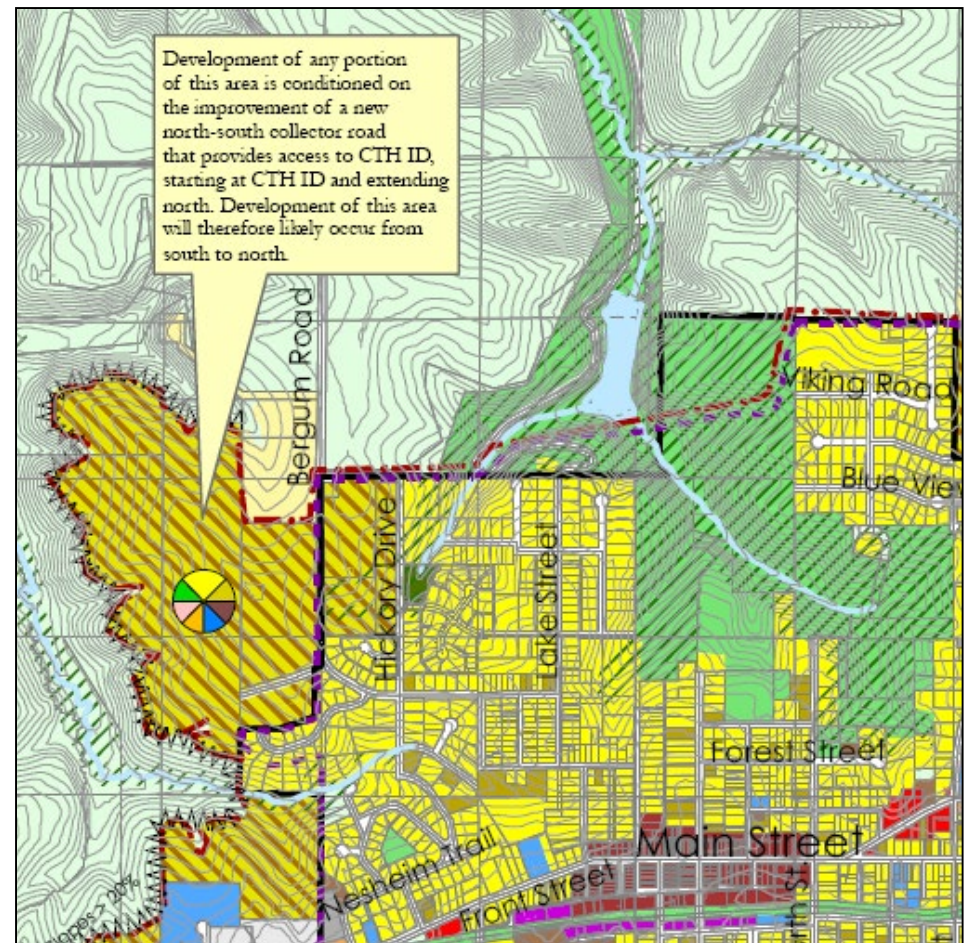 Development of any portion
of this area is conditioned on
the improvement of a new
north-south collector road
that provides access to CTH ID,
starting at CTH ID and extending
north. Development of this area
will therefore likely occur from
south to north.
Bergum Road
Viking Road
Blue View
Hickory Drive
Lake Street
Forest Street
Main Street
Nesheim Trail
Front Street
> 20%